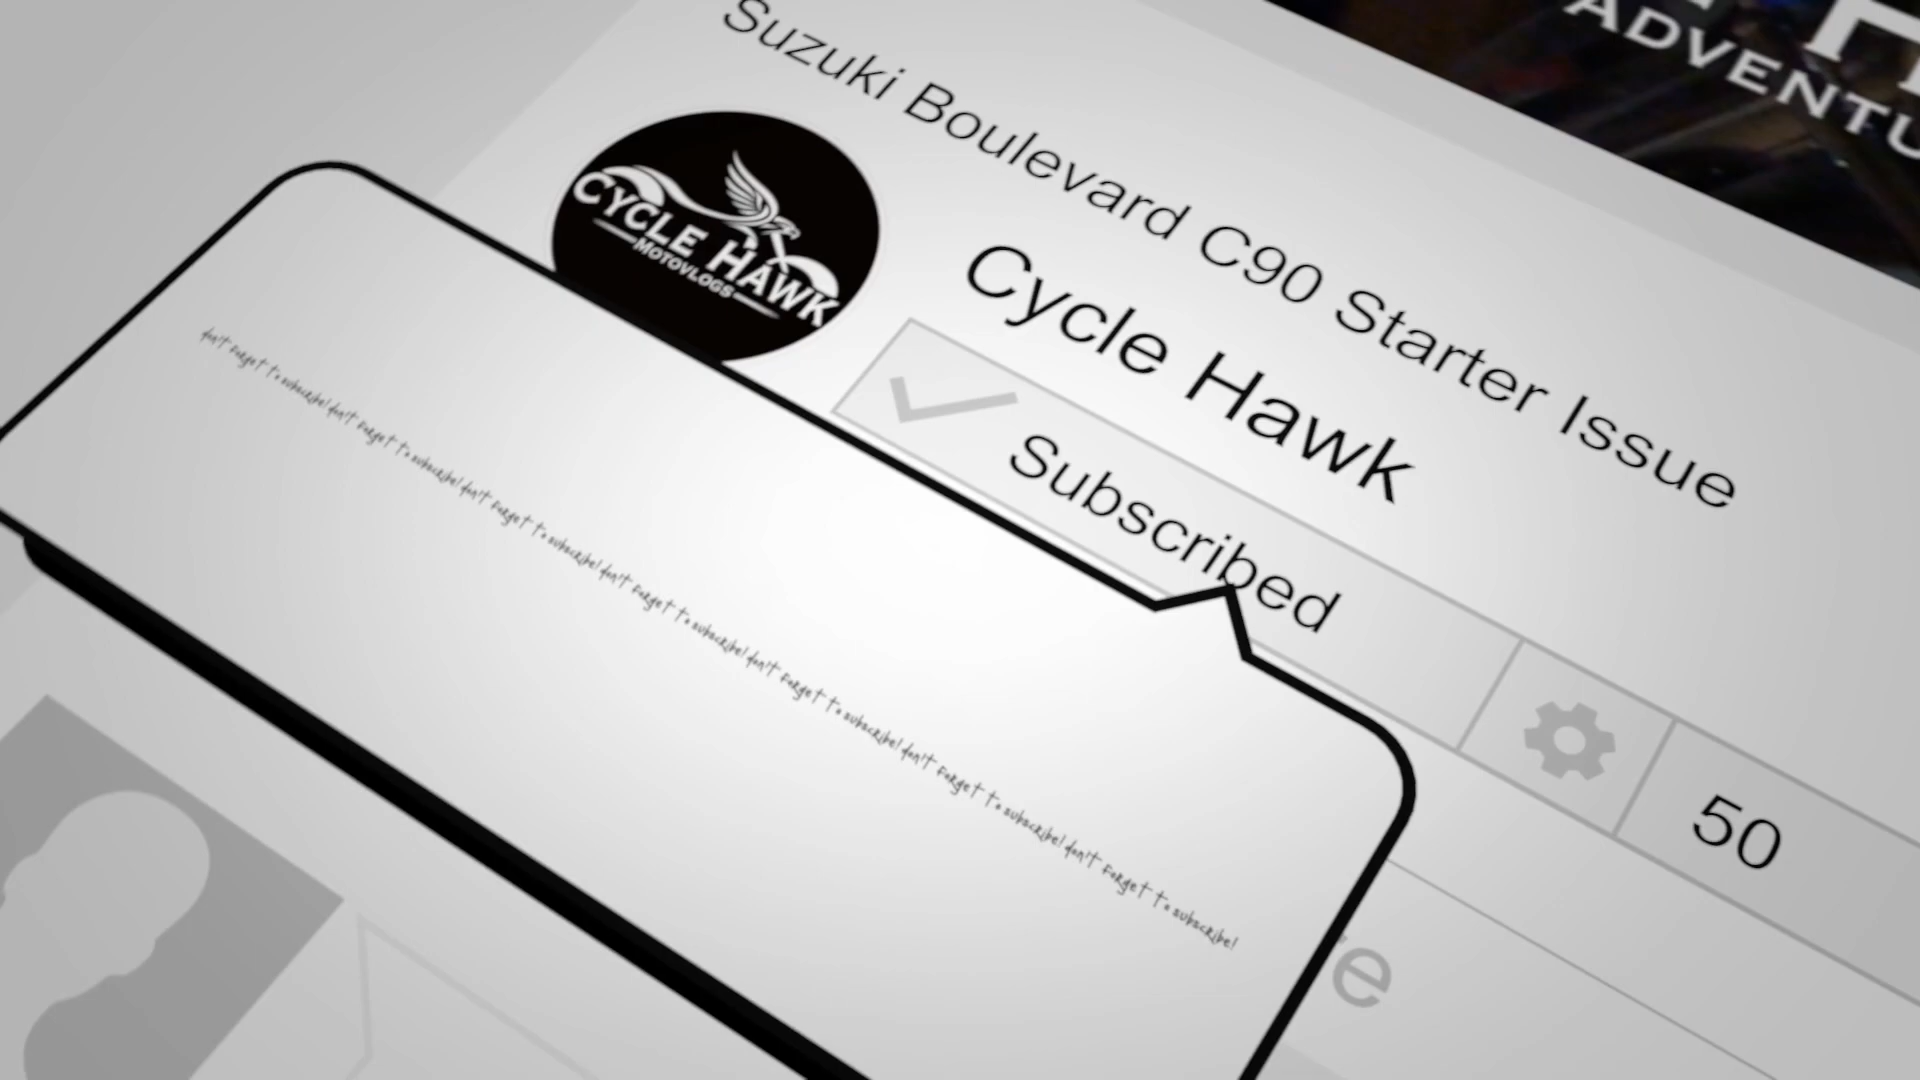 ADVENTU
Suzuki Boulevard C90 Starter Issue
CYCLE HAWK
MOTOVLOGS
Cycle Hawk
Subscribed
50
don't forget to subscribe! don't forget to subscribe! don't forget to subscribe! don't forget to subscribe! don't forget to subscribe! don't forget to subscribe! don't forget to subscribe!
e